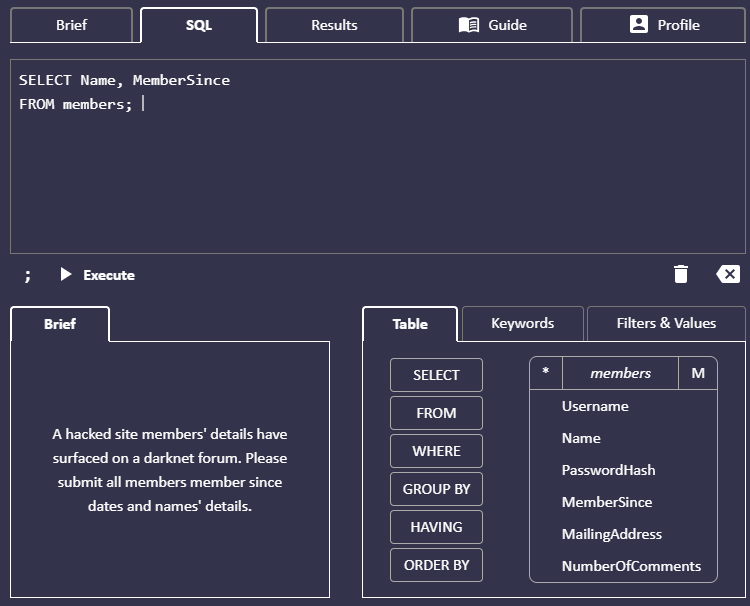 Brief
SQL
Results
Guide
Profile
SELECT Name, MemberSince
FROM members;
;
Execute
Brief
A hacked site members' details have
surfaced on a darknet forum. Please
submit all members member since
dates and names' details.
Table
Keywords
Filters & Values
SELECT
FROM
WHERE
GROUP BY
HAVING
ORDER BY
* members M
Username
Name
PasswordHash
MemberSince
MailingAddress
NumberOfComments